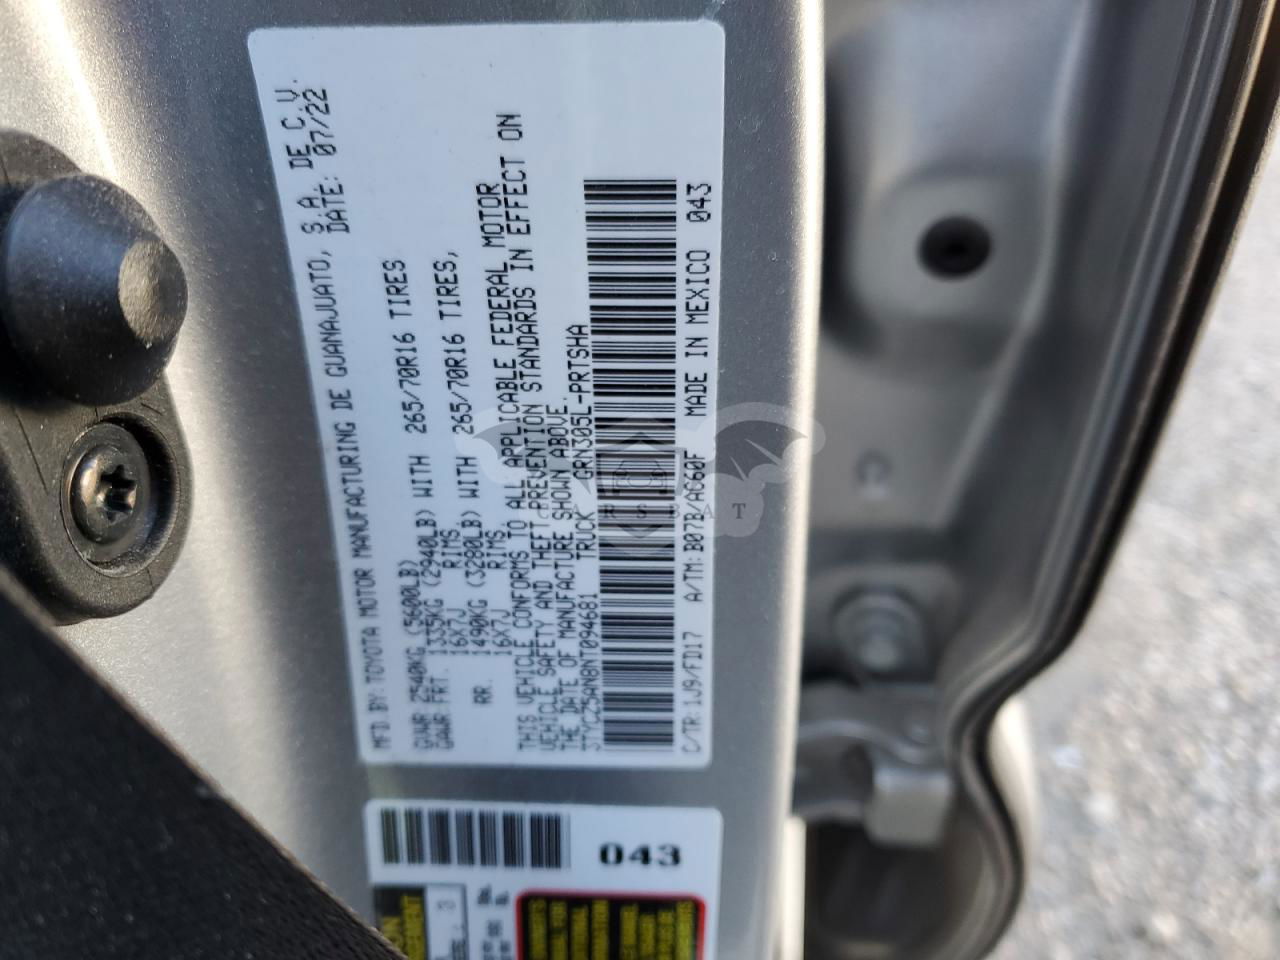 MFD.BY: TOYOTA MOTOR MANUFACTURING DE GUANAJUATO, S.A. DE C.V.
DATE: 07/22
GVWR 2540KG (5600LB)
GAWR FRT. 1335KG (2940LB) WITH 265/70R16 TIRES
16X7J RIMS
RR. 1490KG (3280LB) WITH 265/70R16 TIRES,
16X7J RIMS
THIS VEHICLE CONFORMS TO ALL APPLICABLE FEDERAL MOTOR
VEHICLE SAFETY AND THEFT PREVENTION STANDARDS IN EFFECT ON
THE DATE OF MANUFACTURE SHOWN ABOVE.
3TYCZ5AN8NT094681 TRUCK GRN305L-PRTSHA
C/TR:1J9/FD17 A/TM:B07B/AC60F MADE IN MEXICO 043
CARSBAT
043